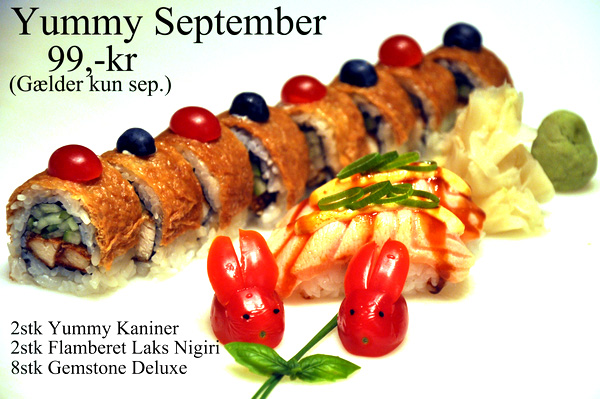 Yummy September
99,-kr
(Gælder kun sep.)
2stk Yummy Kaniner
2stk Flamberet Laks Nigiri
8stk Gemstone Deluxe